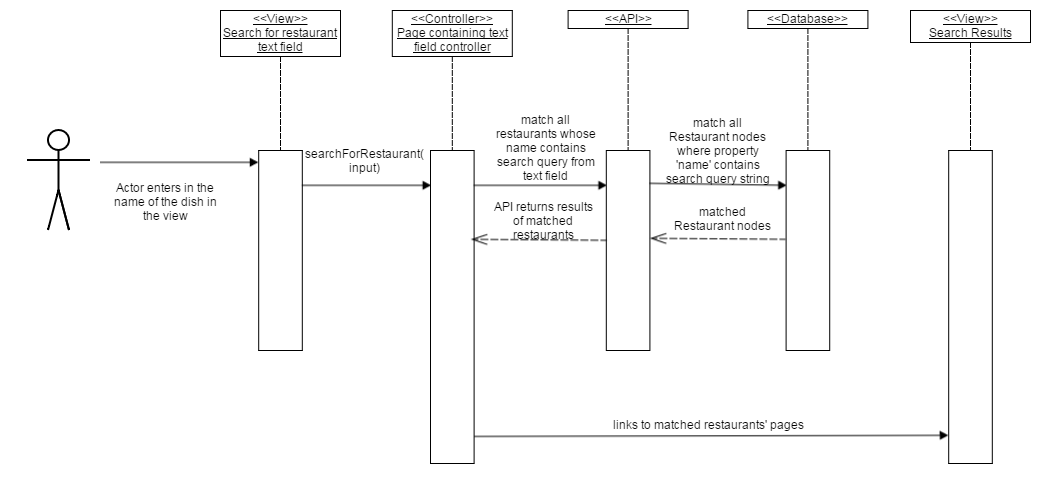 <<View>>
Search for restaurant
text field
<<Controller>>
Page containing text
field controller
<<API>>
<<Database>>
<<View>>
Search Results
Actor enters in the
name of the dish in
the view
searchForRestaurant(
input)
match all
restaurants whose
name contains
search query from
text field
match all
Restaurant nodes
where property
'name' contains
search query string
API returns results
of matched
restaurants
matched
Restaurant nodes
links to matched restaurants' pages